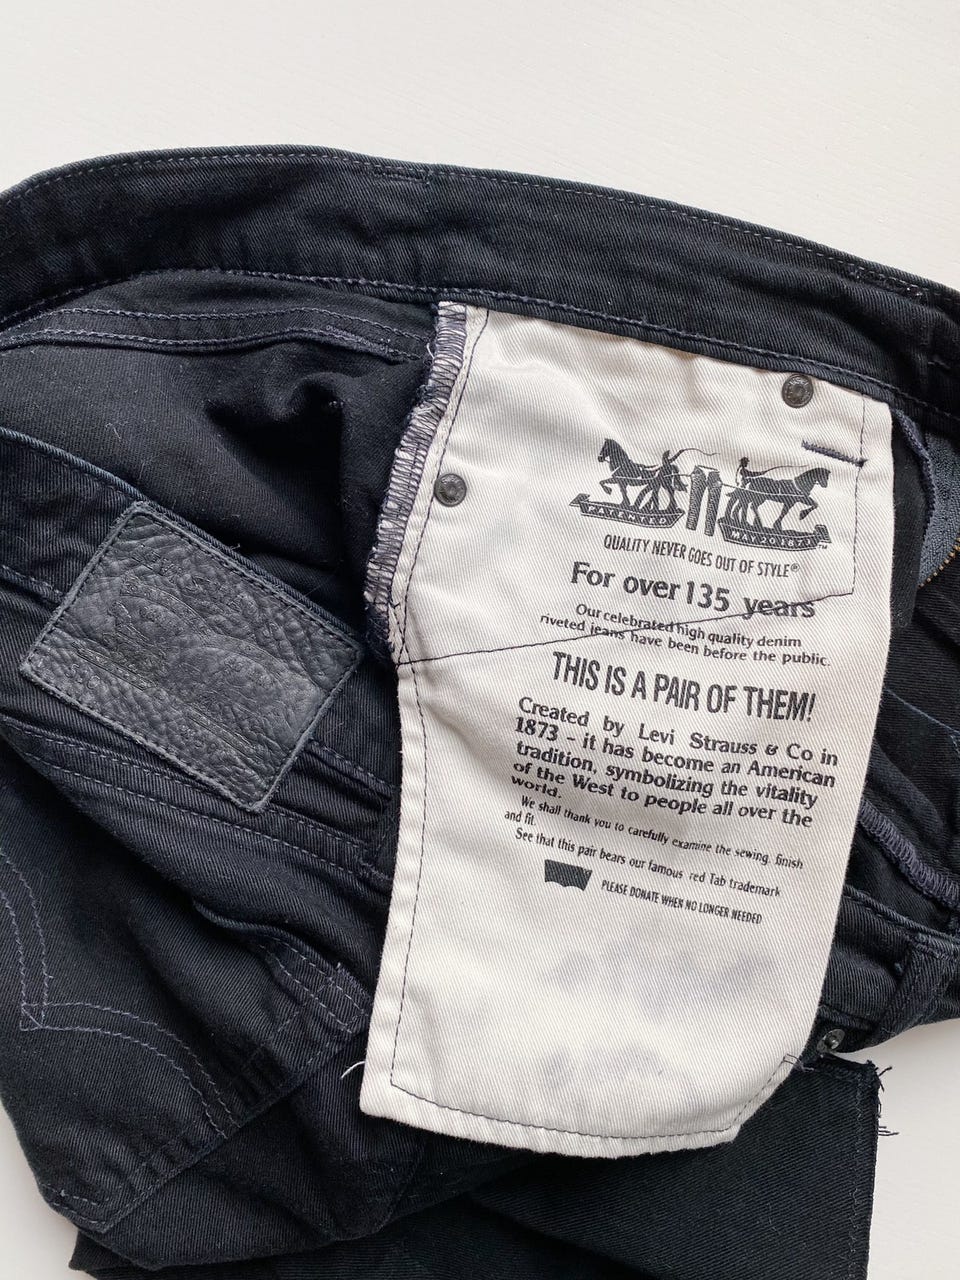 QUALITY NEVER GOES OUT OF STYLE®
For over 135 years
Our celebrated high quality denim
riveted jeans have been before the public.
THIS IS A PAIR OF THEM!
Created by Levi Strauss & Co in
1873 - it has become an American
tradition, symbolizing the vitality
of the West to people all over the
world.
We shall thank you to carefully examine the sewing, finish
and fit.
See that this pair bears our famous red Tab trademark
PLEASE DONATE WHEN NO LONGER NEEDED